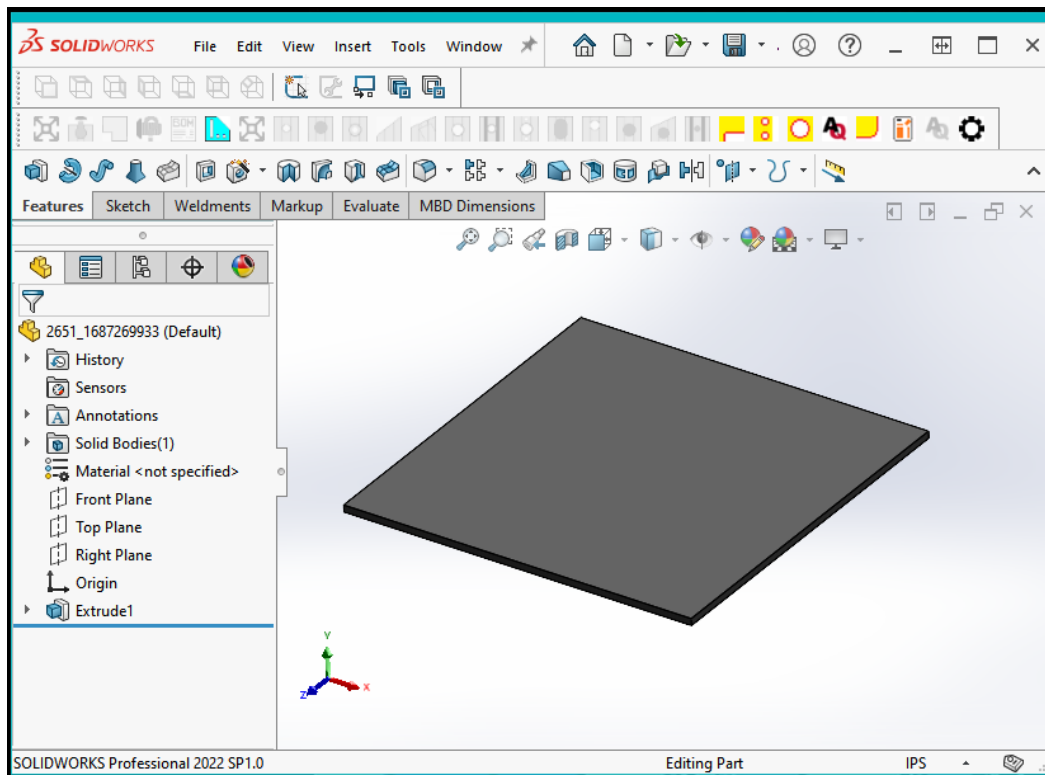 SOLIDWORKS File Edit View Insert Tools Window
Features Sketch Weldments Markup Evaluate MBD Dimensions
2651_1687269933 (Default)
History
Sensors
Annotations
Solid Bodies(1)
Material <not specified>
Front Plane
Top Plane
Right Plane
Origin
Extrude1
Y
Z X
SOLIDWORKS Professional 2022 SP1.0 Editing Part IPS